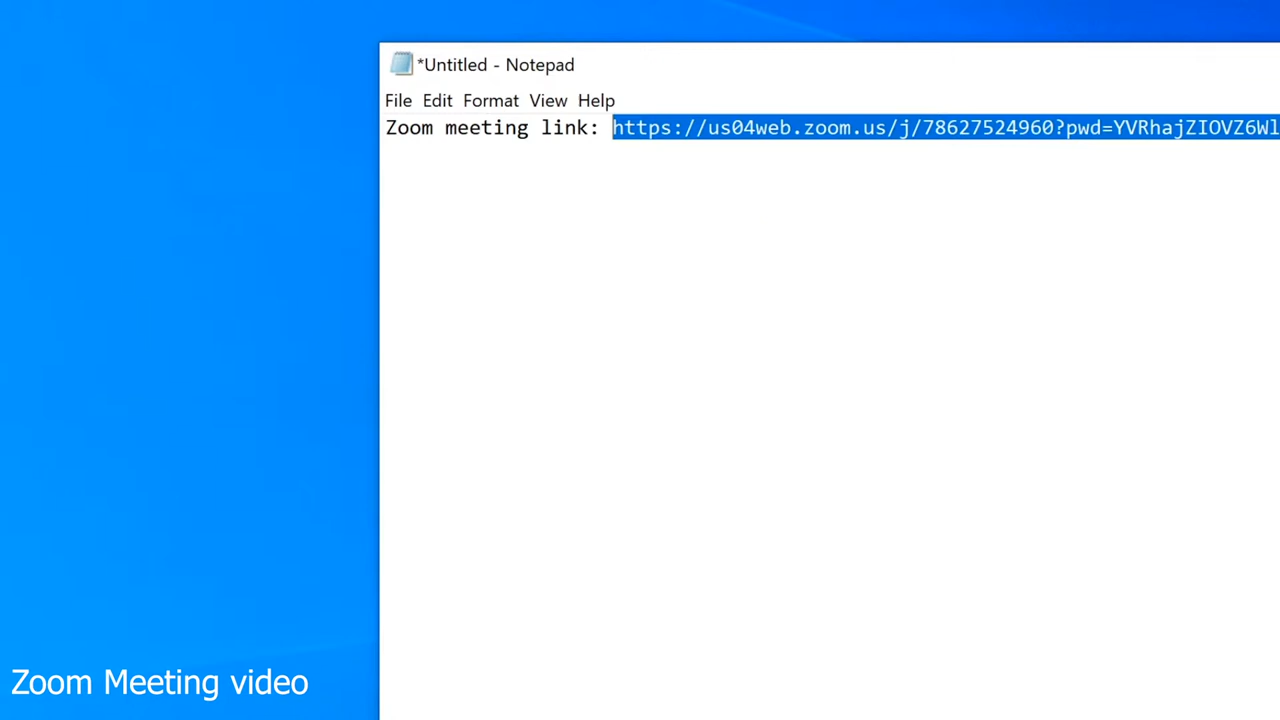 *Untitled - Notepad
File Edit Format View Help
Zoom meeting link: https://us04web.zoom.us/j/78627524960?pwd=YVRhajZIOVZ6Wl
Zoom Meeting video